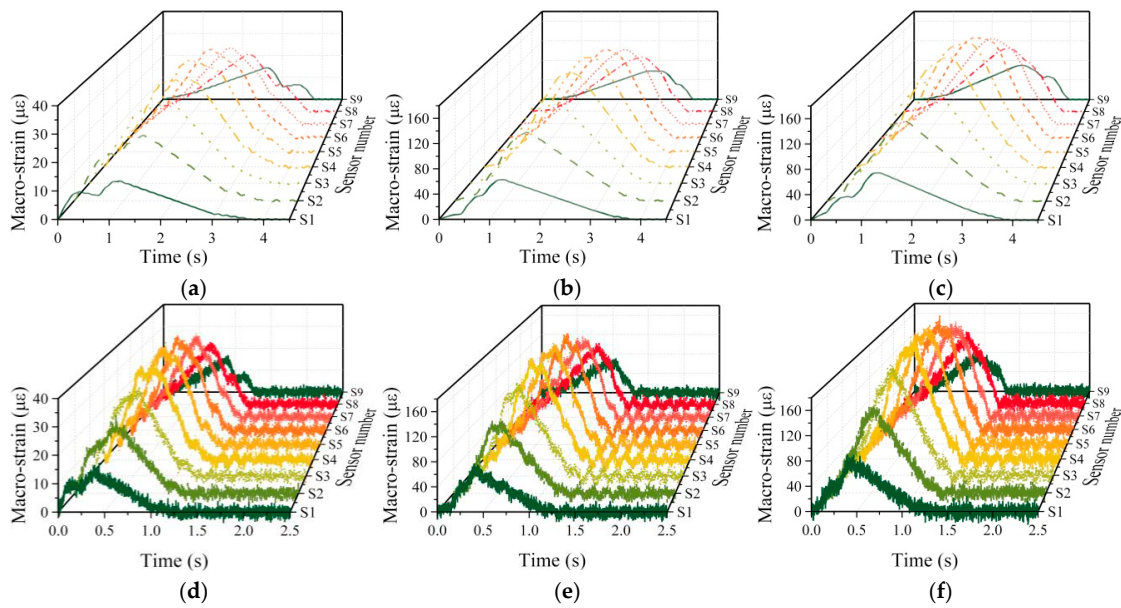 Macro-strain (με)
40
30
20
10
0
0 1 2 3 4
Time (s)
S1 S2 S3 S4 S5 S6 S7 S8 S9
Sensor number
(a)
Macro-strain (με)
160
120
80
40
0
0 1 2 3 4
Time (s)
S1 S2 S3 S4 S5 S6 S7 S8 S9
Sensor number
(b)
Macro-strain (με)
160
120
80
40
0
0 1 2 3 4
Time (s)
S1 S2 S3 S4 S5 S6 S7 S8 S9
Sensor number
(c)
Macro-strain (με)
40
30
20
10
0
0.0 0.5 1.0 1.5 2.0 2.5
Time (s)
S1 S2 S3 S4 S5 S6 S7 S8 S9
Sensor number
(d)
Macro-strain (με)
160
120
80
40
0
0.0 0.5 1.0 1.5 2.0 2.5
Time (s)
S1 S2 S3 S4 S5 S6 S7 S8 S9
Sensor number
(e)
Macro-strain (με)
160
120
80
40
0
0.0 0.5 1.0 1.5 2.0 2.5
Time (s)
S1 S2 S3 S4 S5 S6 S7 S8 S9
Sensor number
(f)